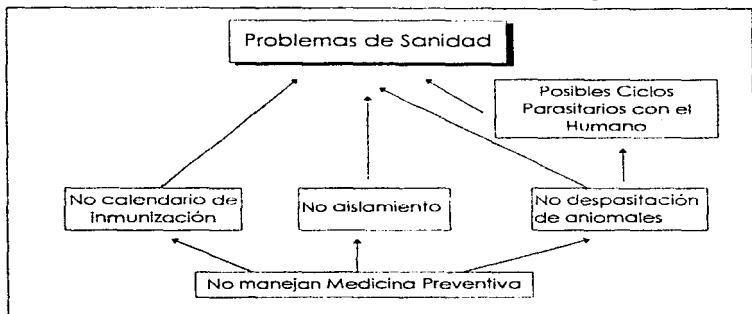 Problemas de Sanidad
Posibles Ciclos
Parasitarios con el
Humano
No calendario de
inmunización
No aislamiento
No despasitación
de aniomales
No manejan Medicina Preventiva